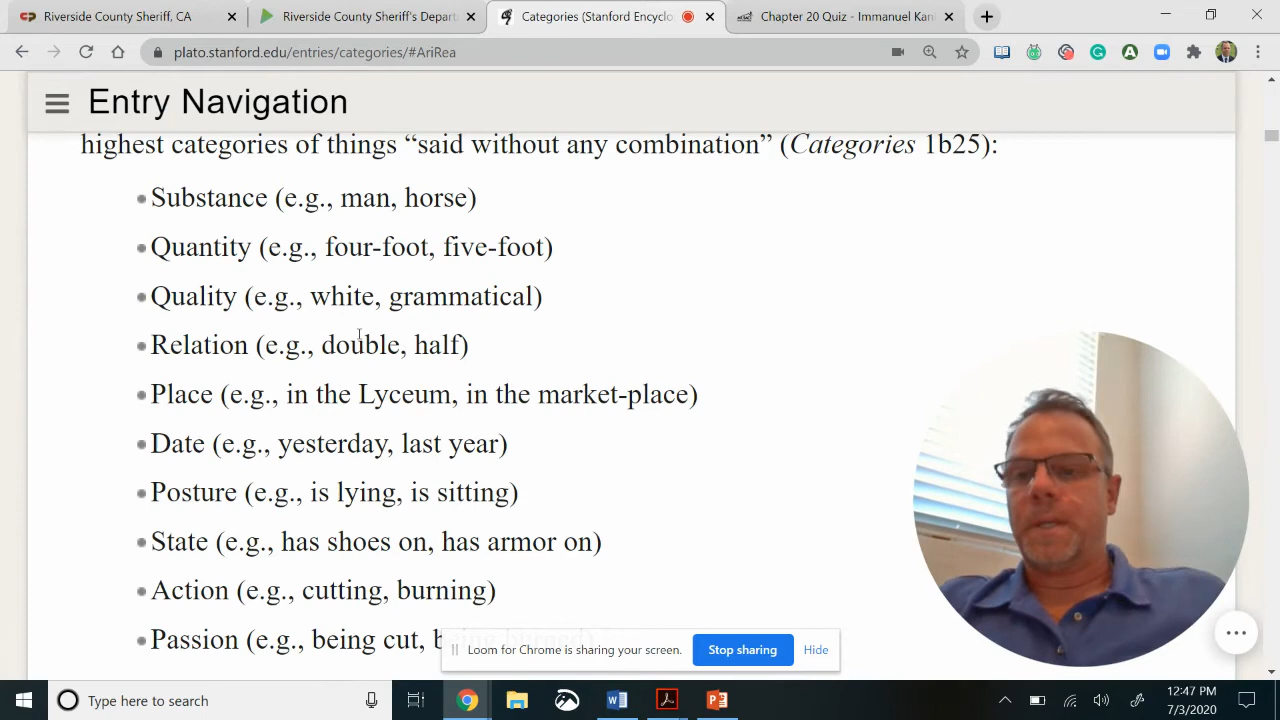 Riverside County Sheriff, CA
Riverside County Sheriff's Depart
Categories (Stanford Encyclo
Chapter 20 Quiz - Immanuel Kan
plato.stanford.edu/entries/categories/#AriRea
Entry Navigation
highest categories of things “said without any combination” (Categories 1b25):
Substance (e.g., man, horse)
Quantity (e.g., four-foot, five-foot)
Quality (e.g., white, grammatical)
Relation (e.g., double, half)
Place (e.g., in the Lyceum, in the market-place)
Date (e.g., yesterday, last year)
Posture (e.g., is lying, is sitting)
State (e.g., has shoes on, has armor on)
Action (e.g., cutting, burning)
Passion (e.g., being cut, being burned)
Loom for Chrome is sharing your screen.
Stop sharing
Hide
Type here to search
12:47 PM
7/3/2020